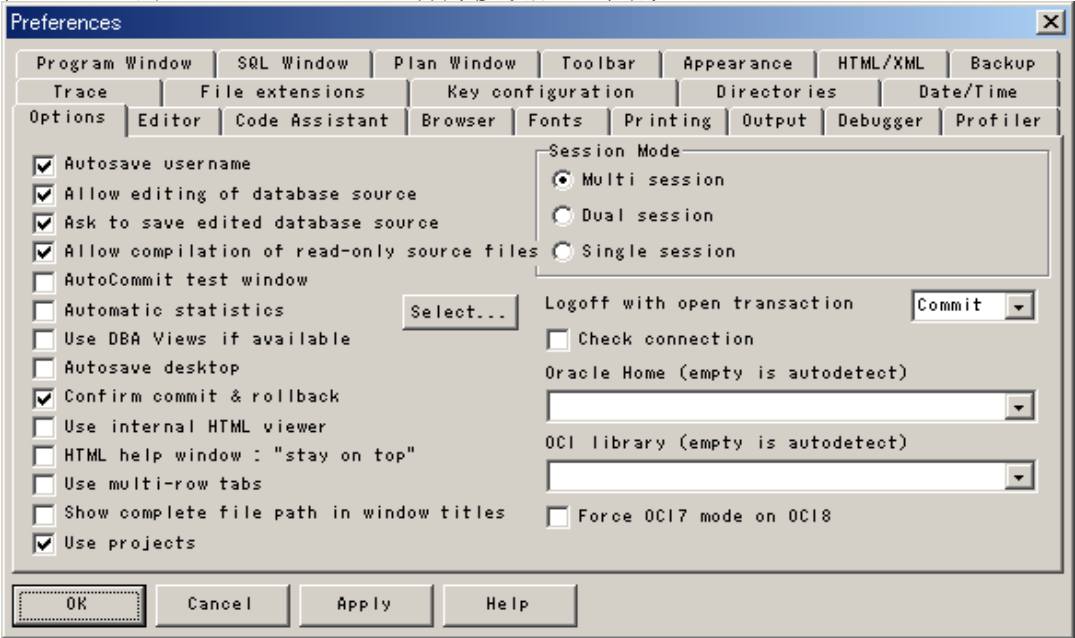 Preferences
Program Window SQL Window Plan Window Toolbar Appearance HTML/XML Backup
Trace File extensions Key configuration Directories Date/Time
Options Editor Code Assistant Browser Fonts Printing Output Debugger Profiler
Autosave username
Allow editing of database source
Ask to save edited database source
Allow compilation of read-only source files
AutoCommit test window
Automatic statistics Select...
Use DBA Views if available
Autosave desktop
Confirm commit & rollback
Use internal HTML viewer
HTML help window : "stay on top"
Use multi-row tabs
Show complete file path in window titles
Use projects
Session Mode
Multi session
Dual session
Single session
Logoff with open transaction Commit
Check connection
Oracle Home (empty is autodetect)
OCI library (empty is autodetect)
Force OCI7 mode on OCI8
OK Cancel Apply Help